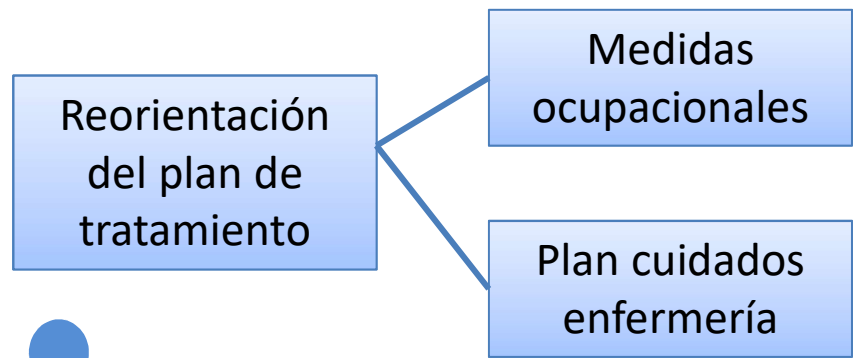 Reorientación
del plan de
tratamiento
Medidas
ocupacionales
Plan cuidados
enfermería